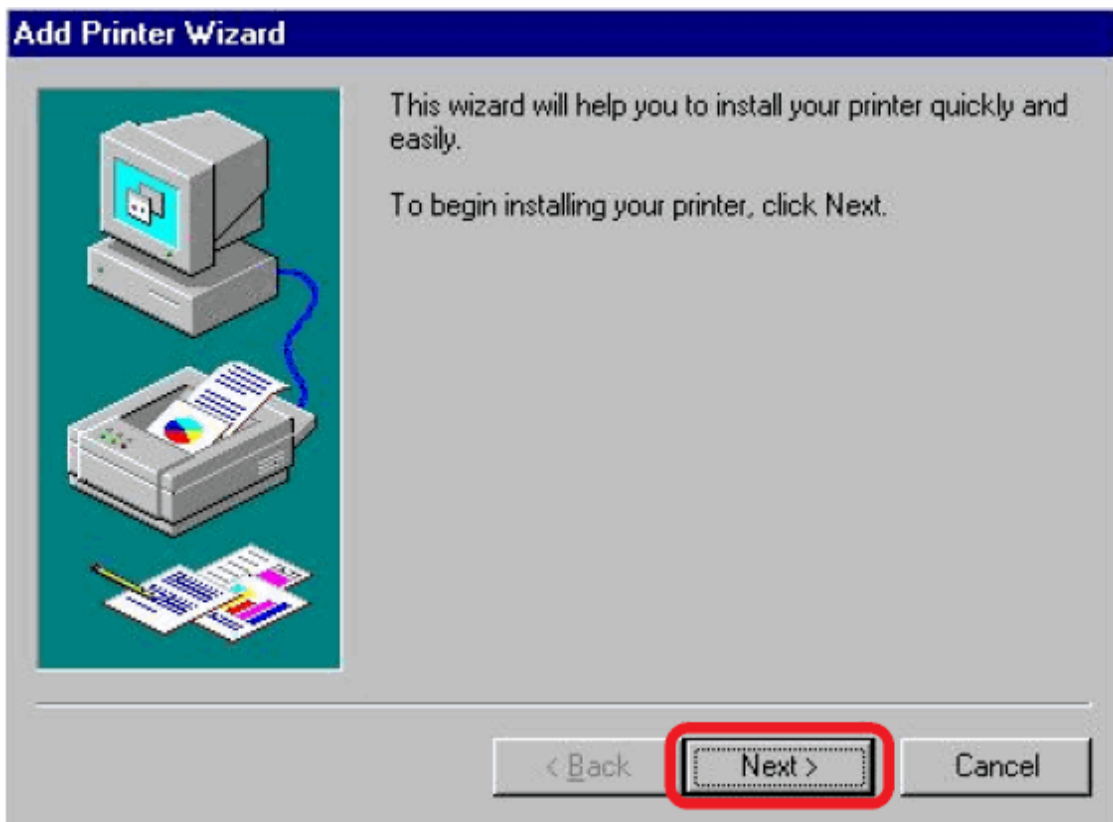 Add Printer Wizard
This wizard will help you to install your printer quickly and
easily.
To begin installing your printer, click Next.
< Back
Next >
Cancel